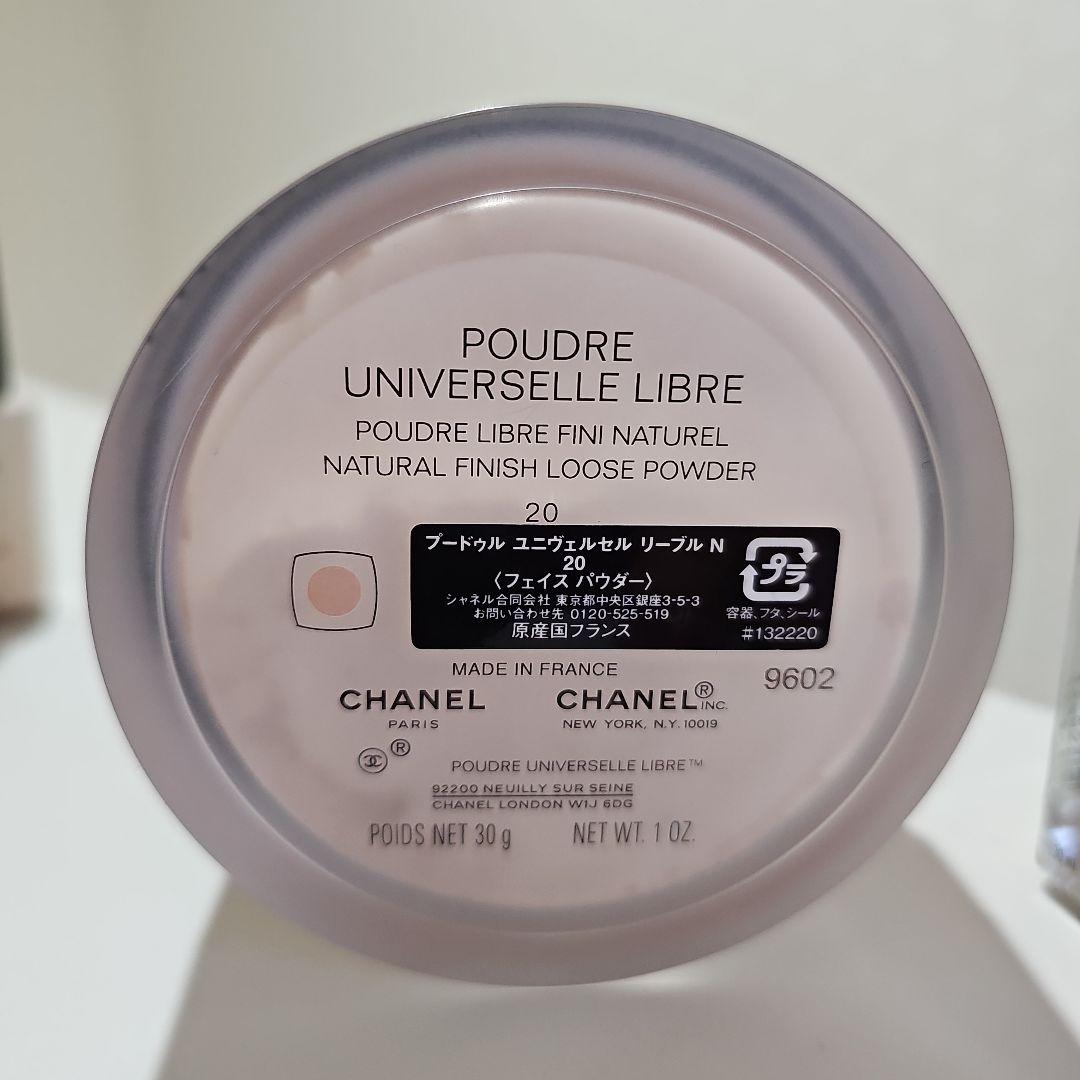 POUDRE
UNIVERSELLE LIBRE
POUDRE LIBRE FINI NATUREL
NATURAL FINISH LOOSE POWDER
20
プードゥル ユニヴェルセル リーブル N
20
〈フェイス パウダー〉
シャネル合同会社 東京都中央区銀座3-5-3
お問い合わせ先 0120-525-519
原産国フランス
プラ
容器、フタ、シール
#132220
MADE IN FRANCE
9602
CHANEL
PARIS
CHANEL® INC.
NEW YORK, N.Y. 10019
®
POUDRE UNIVERSELLE LIBRE™
92200 NEUILLY SUR SEINE
CHANEL LONDON W1J 6DG
POIDS NET 30 g NET WT. 1 OZ.